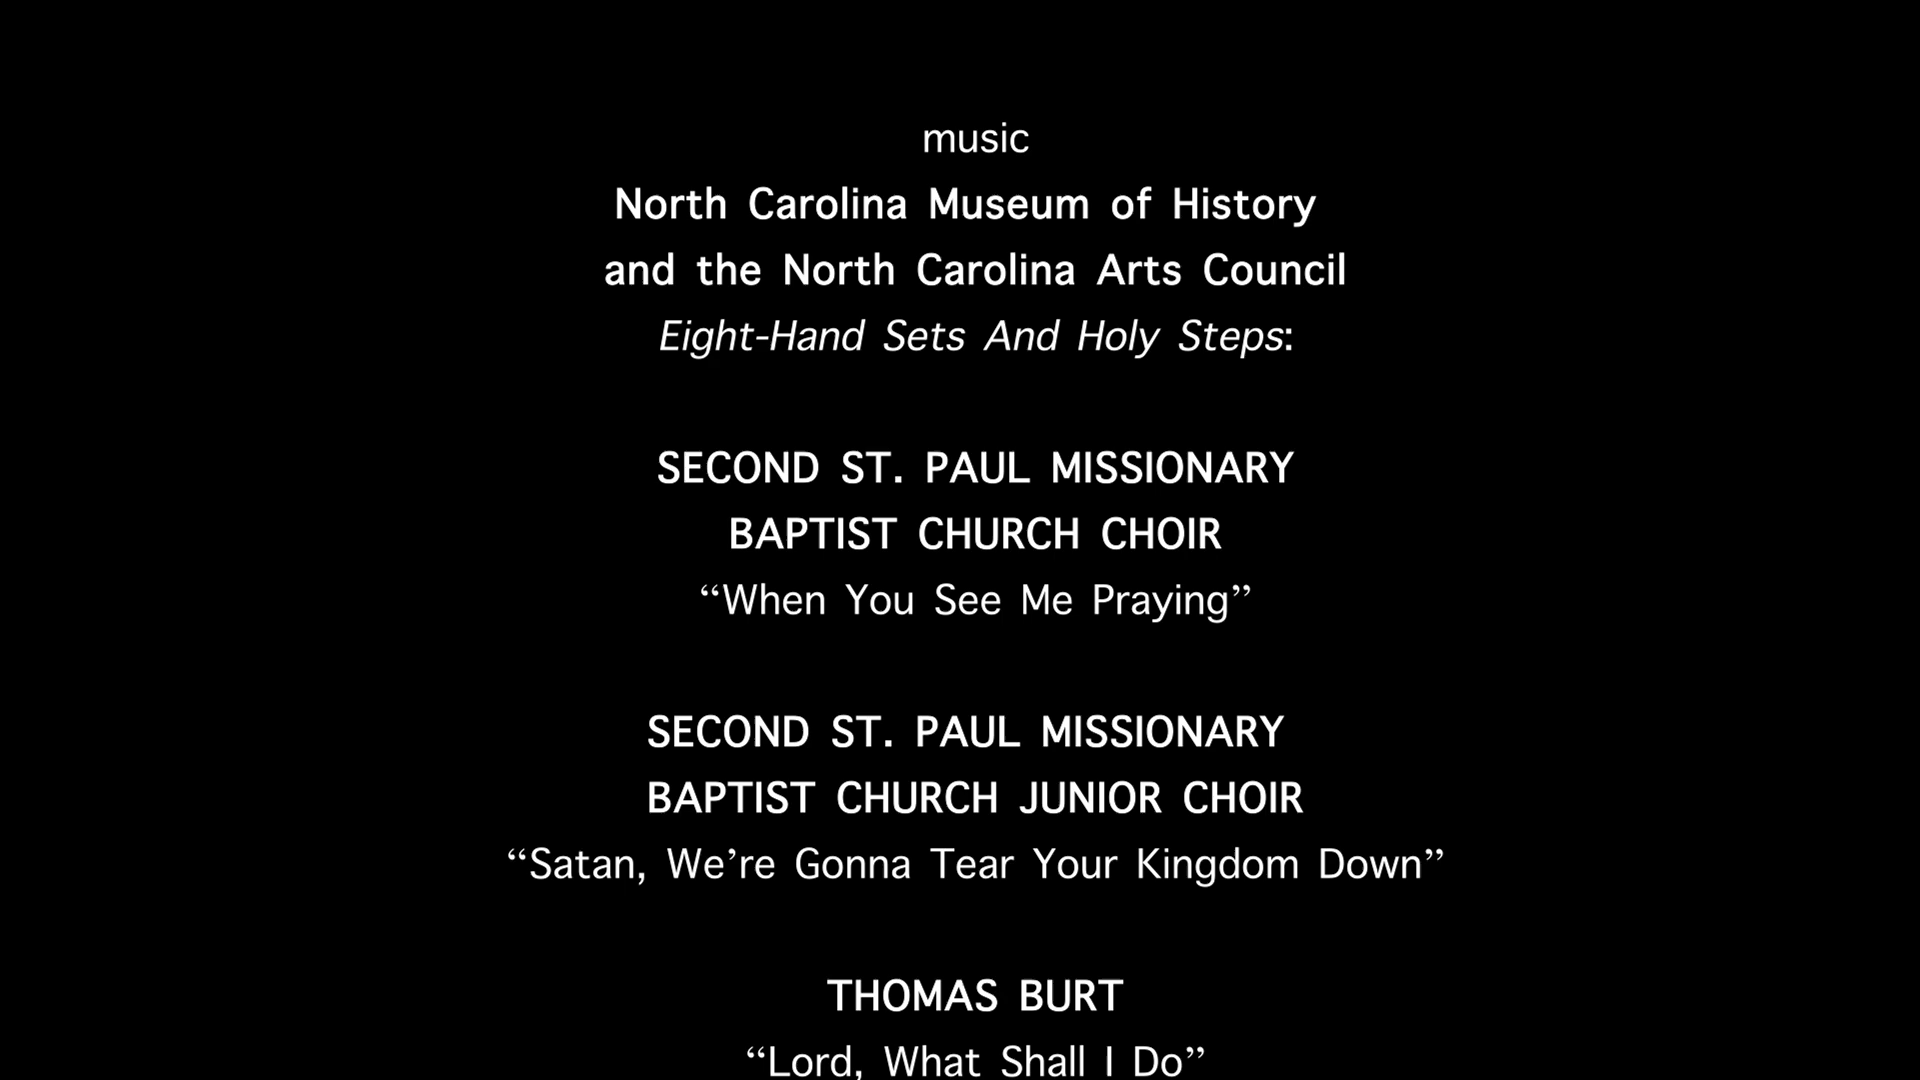 music
North Carolina Museum of History
and the North Carolina Arts Council
Eight-Hand Sets And Holy Steps:
SECOND ST. PAUL MISSIONARY
BAPTIST CHURCH CHOIR
“When You See Me Praying”
SECOND ST. PAUL MISSIONARY
BAPTIST CHURCH JUNIOR CHOIR
“Satan, We’re Gonna Tear Your Kingdom Down”
THOMAS BURT
“Lord, What Shall I Do”